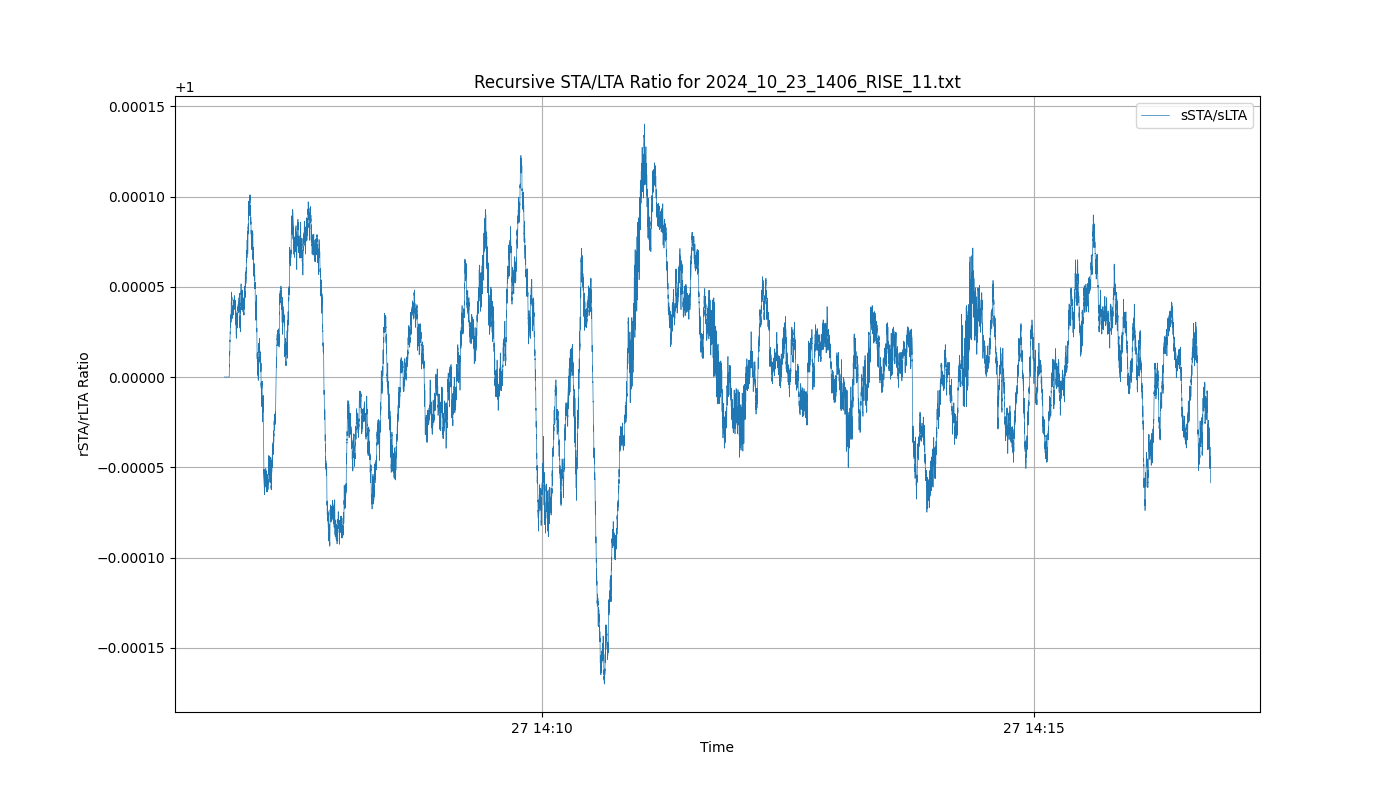 Recursive STA/LTA Ratio for 2024_10_23_1406_RISE_11.txt
+1
sSTA/sLTA
0.00015
0.00010
0.00005
0.00000
−0.00005
−0.00010
−0.00015
rSTA/rLTA Ratio
27 14:10
27 14:15
Time